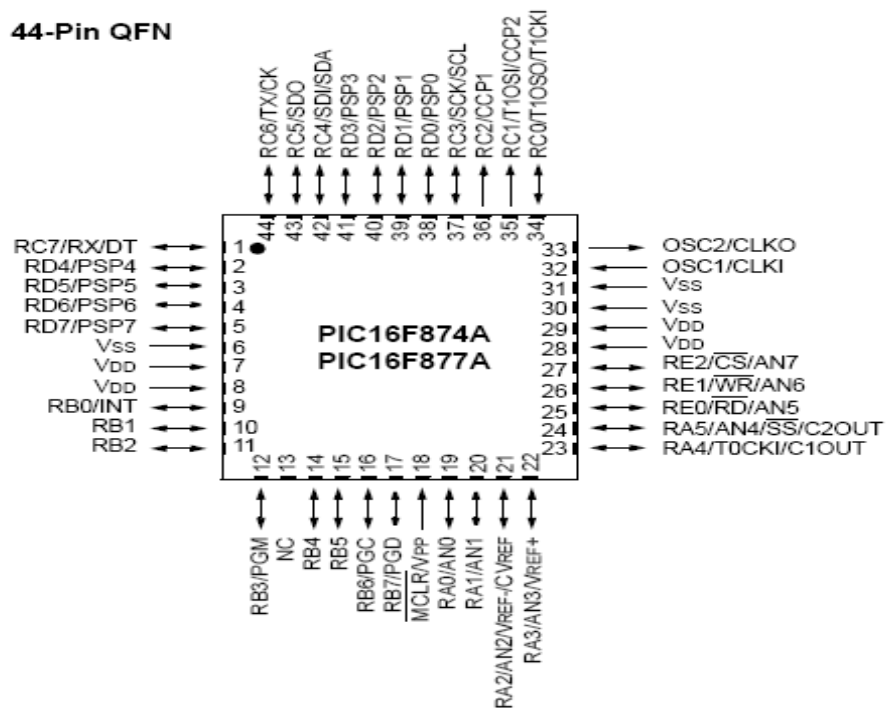 44-Pin QFN
RC6/TX/CK
RC5/SDO
RC4/SDI/SDA
RD3/PSP3
RD2/PSP2
RD1/PSP1
RD0/PSP0
RC3/SCK/SCL
RC2/CCP1
RC1/T1OSI/CCP2
RC0/T1OSO/T1CKI
44 43 42 41 40 39 38 37 36 35 34
RC7/RX/DT 1
RD4/PSP4 2
RD5/PSP5 3
RD6/PSP6 4
RD7/PSP7 5
VSS 6
VDD 7
VDD 8
RB0/INT 9
RB1 10
RB2 11
PIC16F874A
PIC16F877A
33 OSC2/CLKO
32 OSC1/CLKI
31 VSS
30 VSS
29 VDD
28 VDD
27 RE2/CS/AN7
26 RE1/WR/AN6
25 RE0/RD/AN5
24 RA5/AN4/SS/C2OUT
23 RA4/T0CKI/C1OUT
12 13 14 15 16 17 18 19 20 21 22
RB3/PGM
NC
RB4
RB5
RB6/PGC
RB7/PGD
MCLR/VPP
RA0/AN0
RA1/AN1
RA2/AN2/VREF-/CVREF
RA3/AN3/VREF+